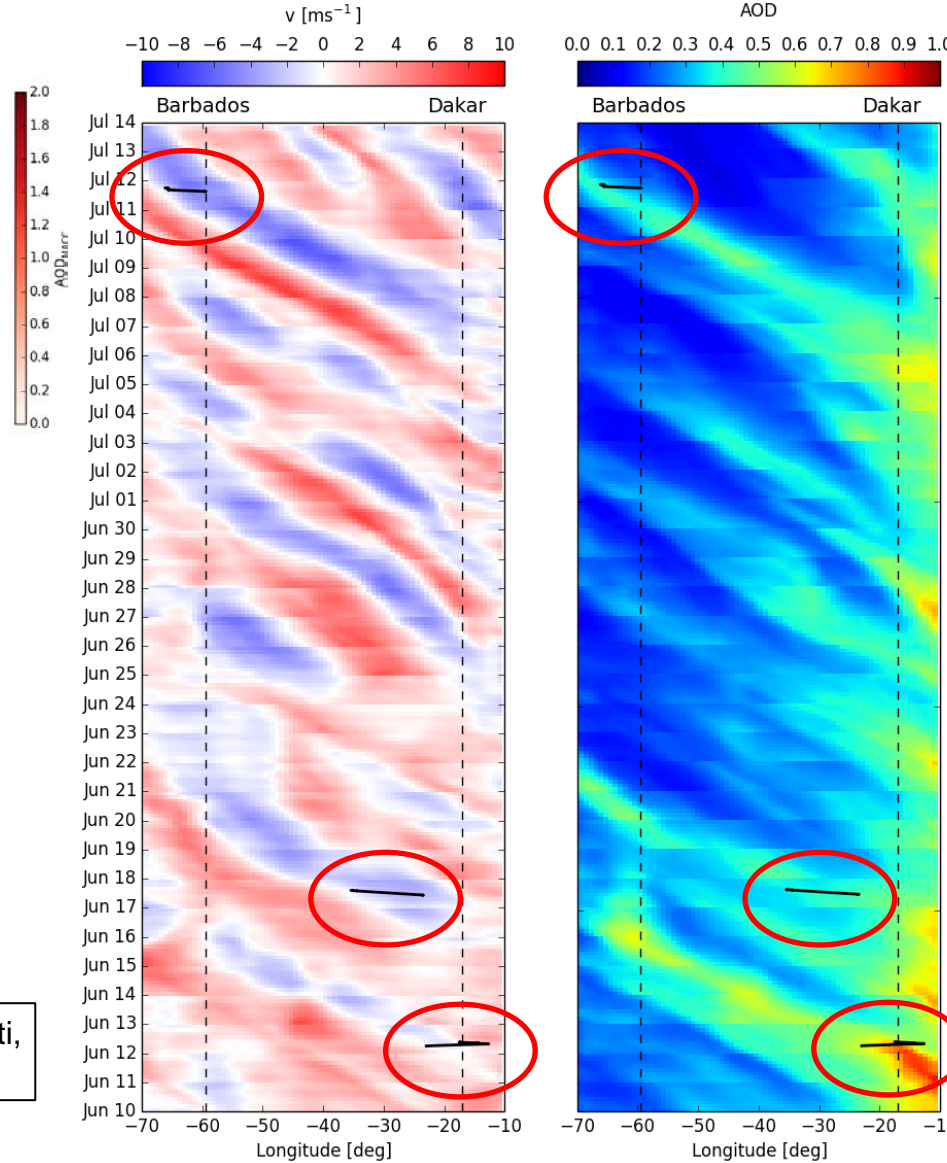 v [ms⁻¹]
−10 −8 −6 −4 −2 0 2 4 6 8 10
Barbados Dakar
Jul 14
Jul 13
Jul 12
Jul 11
Jul 10
Jul 09
Jul 08
Jul 07
Jul 06
Jul 05
Jul 04
Jul 03
Jul 02
Jul 01
Jun 30
Jun 29
Jun 28
Jun 27
Jun 26
Jun 25
Jun 24
Jun 23
Jun 22
Jun 21
Jun 20
Jun 19
Jun 18
Jun 17
Jun 16
Jun 15
Jun 14
Jun 13
Jun 12
Jun 11
Jun 10
−70 −60 −50 −40 −30 −20 −10
Longitude [deg]
AOD
0.0 0.1 0.2 0.3 0.4 0.5 0.6 0.7 0.8 0.9 1.0
Barbados Dakar
−70 −60 −50 −40 −30 −20 −1
Longitude [deg]
2.0
1.8
1.6
1.4
1.2
1.0
0.8
0.6
0.4
0.2
0.0
AOD
ti,